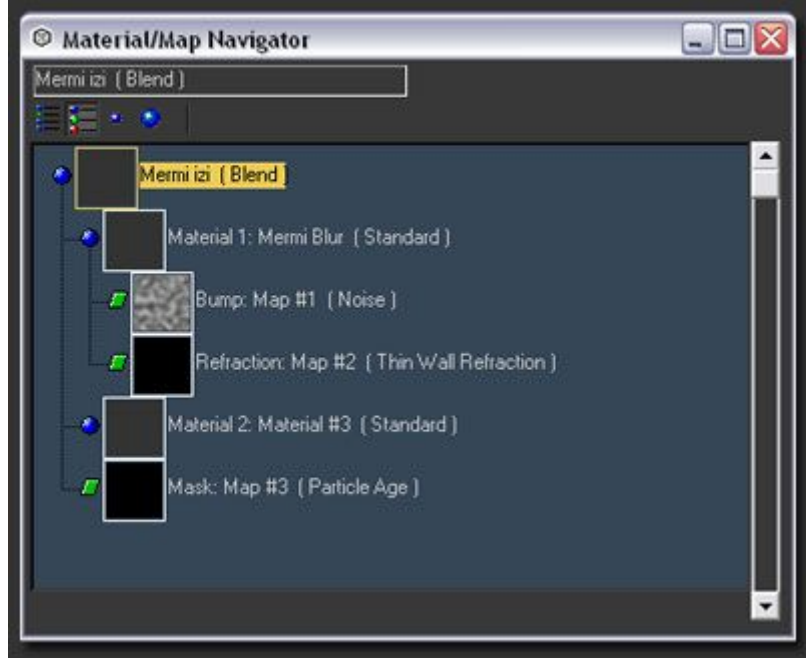 Material/Map Navigator
Mermi izi ( Blend )
Mermi izi ( Blend )
Material 1: Mermi Blur ( Standard )
Bump: Map #1 ( Noise )
Refraction: Map #2 ( Thin Wall Refraction )
Material 2: Material #3 ( Standard )
Mask: Map #3 ( Particle Age )